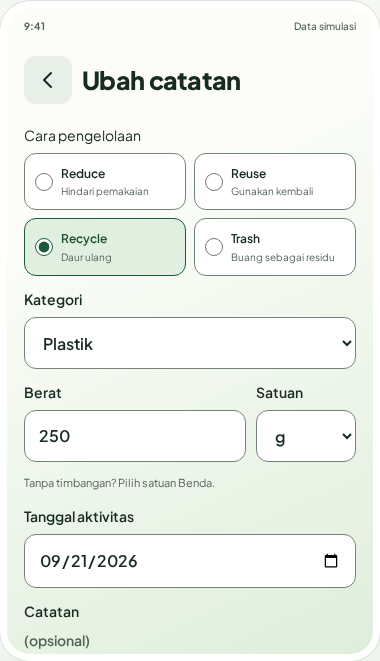 9:41 Data simulasi
Ubah catatan
Cara pengelolaan
Reduce
Hindari pemakaian
Reuse
Gunakan kembali
Recycle
Daur ulang
Trash
Buang sebagai residu
Kategori
Plastik
Berat Satuan
250 g
Tanpa timbangan? Pilih satuan Benda.
Tanggal aktivitas
09/21/2026
Catatan
(opsional)